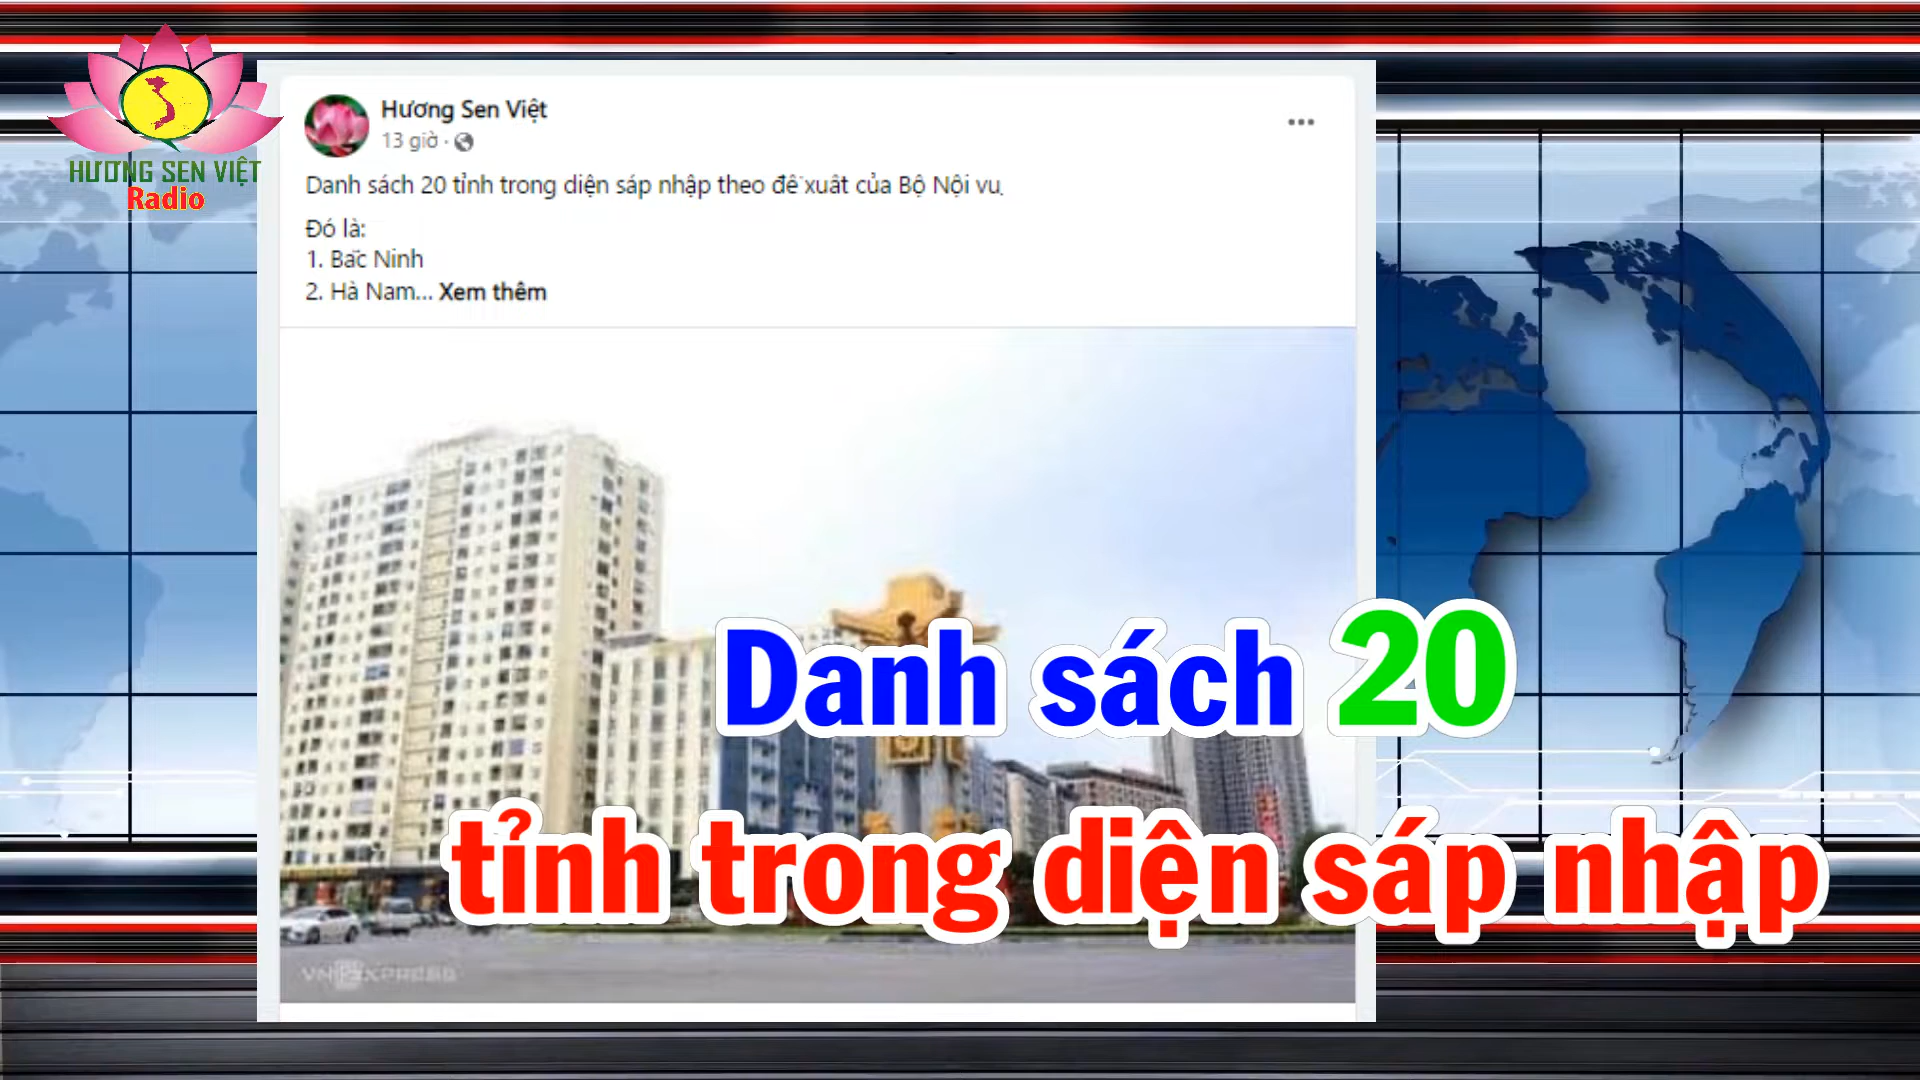 HƯƠNG SEN VIỆT
Radio
Hương Sen Việt
13 giờ ·
Danh sách 20 tỉnh trong diện sáp nhập theo đề xuất của Bộ Nội vụ.
Đó là:
1. Bắc Ninh
2. Hà Nam... Xem thêm
Danh sách 20
tỉnh trong diện sáp nhập
VNEXPRESS